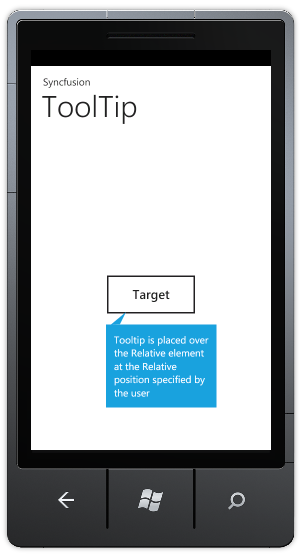 Syncfusion
ToolTip
Target
Tooltip is placed over
the Relative element
at the Relative
position specified by
the user